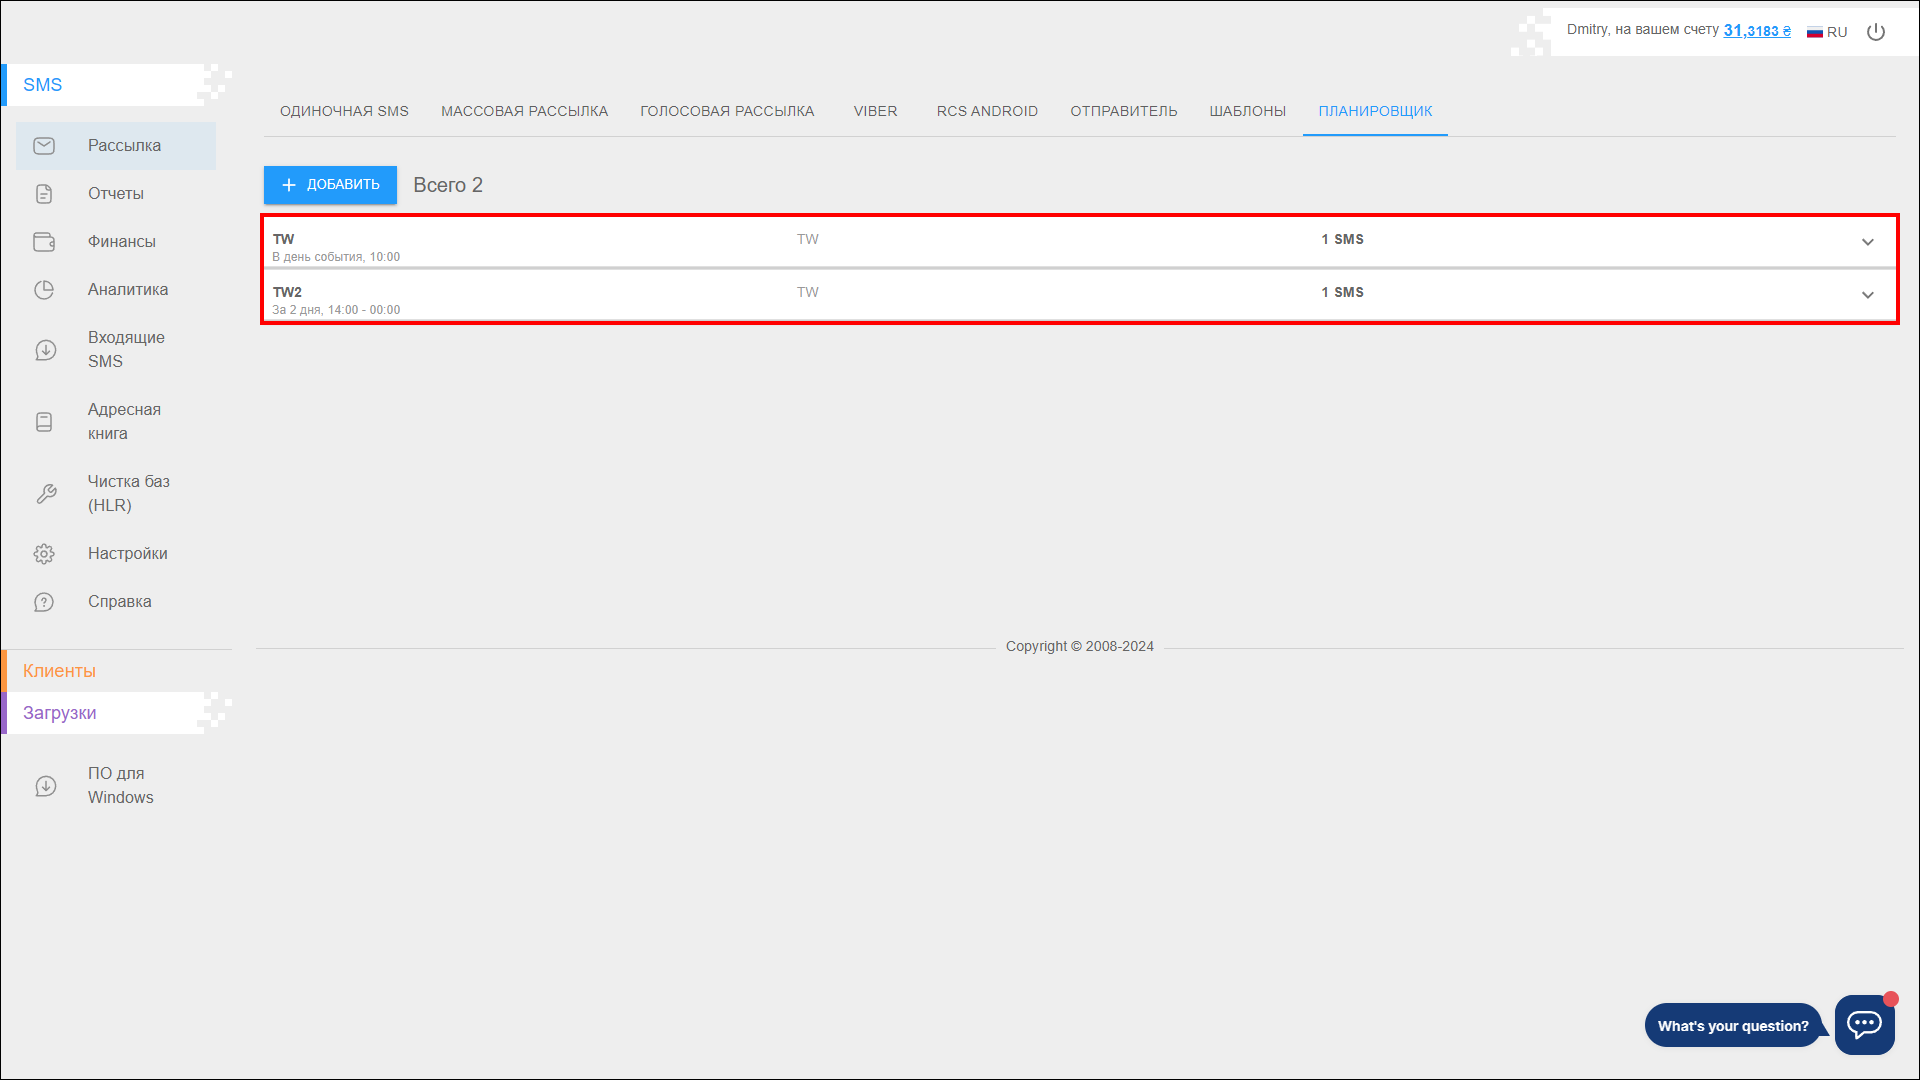 Dmitry, на вашем счету 31,3183 ₴ RU
SMS
Рассылка
Отчеты
Финансы
Аналитика
Входящие
SMS
Адресная
книга
Чистка баз
(HLR)
Настройки
Справка
Клиенты
Загрузки
ПО для
Windows
ОДИНОЧНАЯ SMS МАССОВАЯ РАССЫЛКА ГОЛОСОВАЯ РАССЫЛКА VIBER RCS ANDROID ОТПРАВИТЕЛЬ ШАБЛОНЫ ПЛАНИРОВЩИК
ДОБАВИТЬ Всего 2
TW TW 1 SMS
В день события, 10:00
TW2 TW 1 SMS
За 2 дня, 14:00 - 00:00
Copyright © 2008-2024
What's your question?